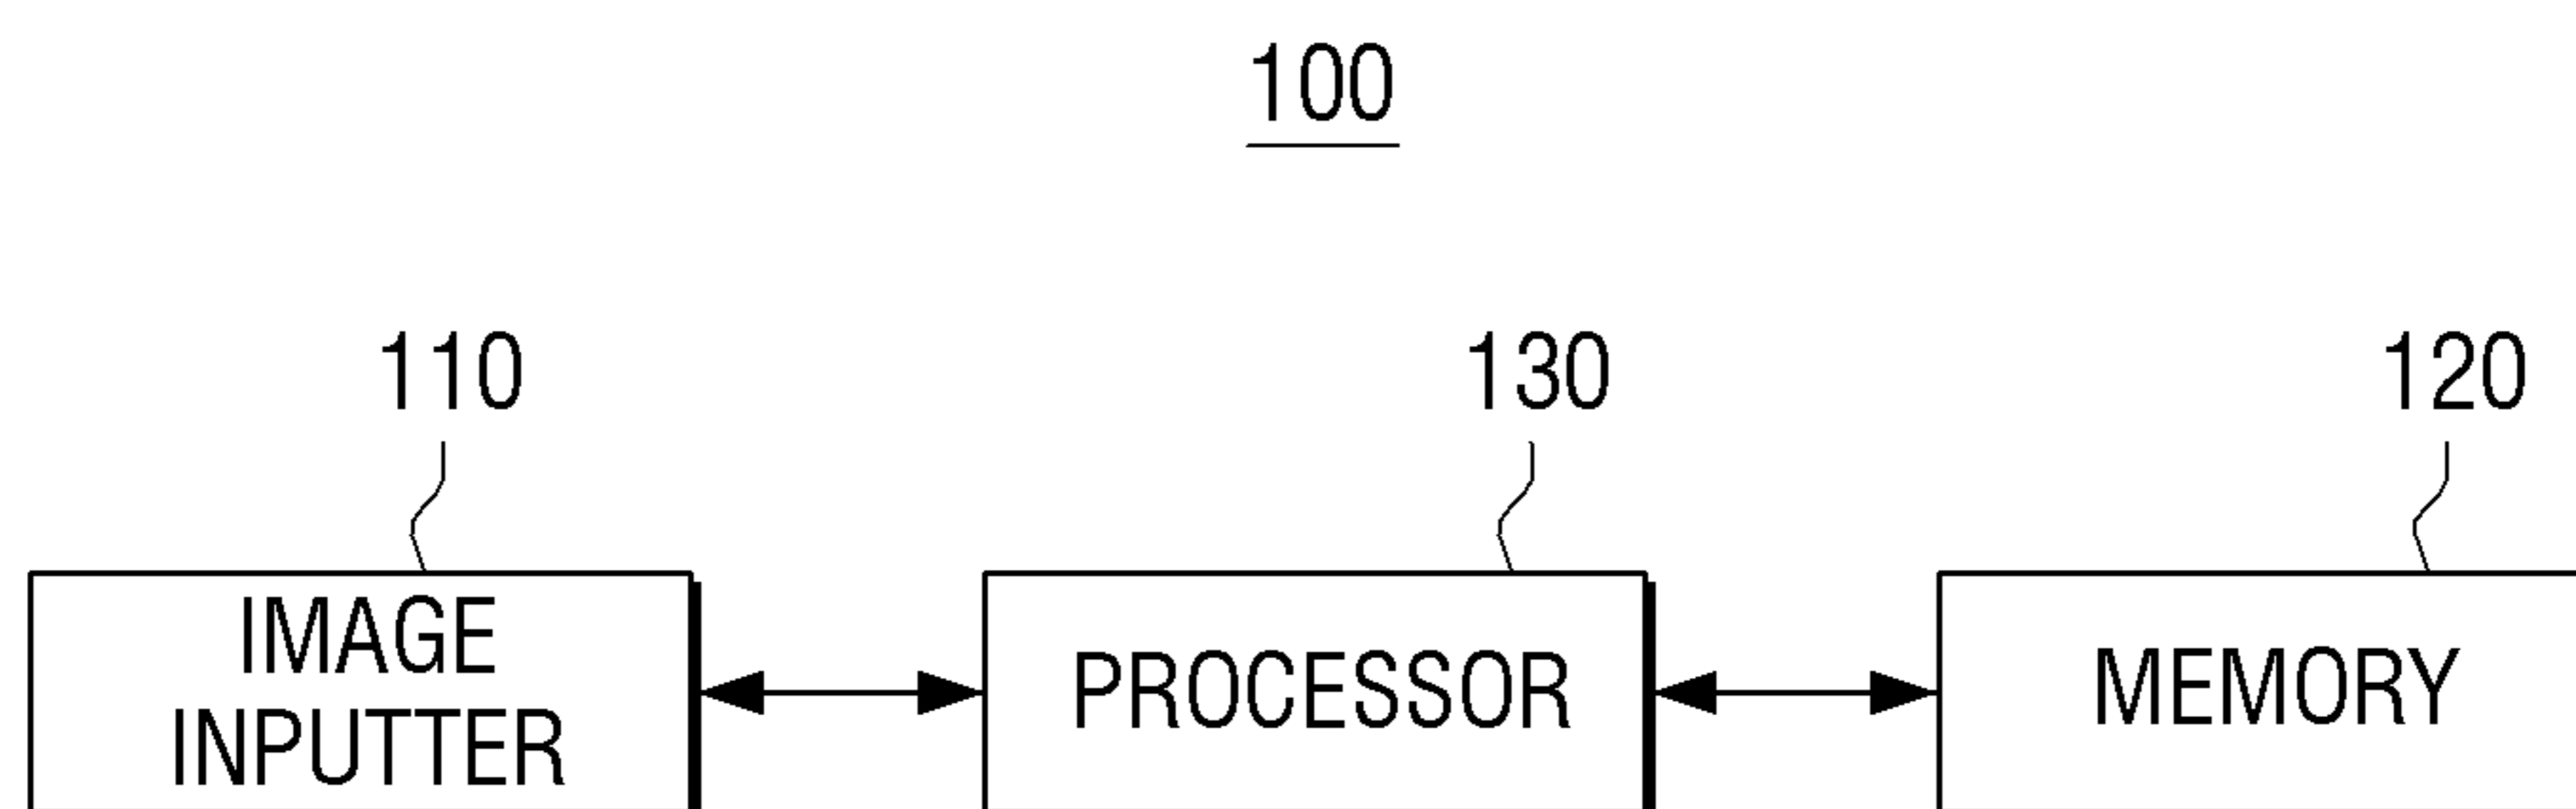 100
110
130
120
IMAGE
INPUTTER
PROCESSOR
MEMORY